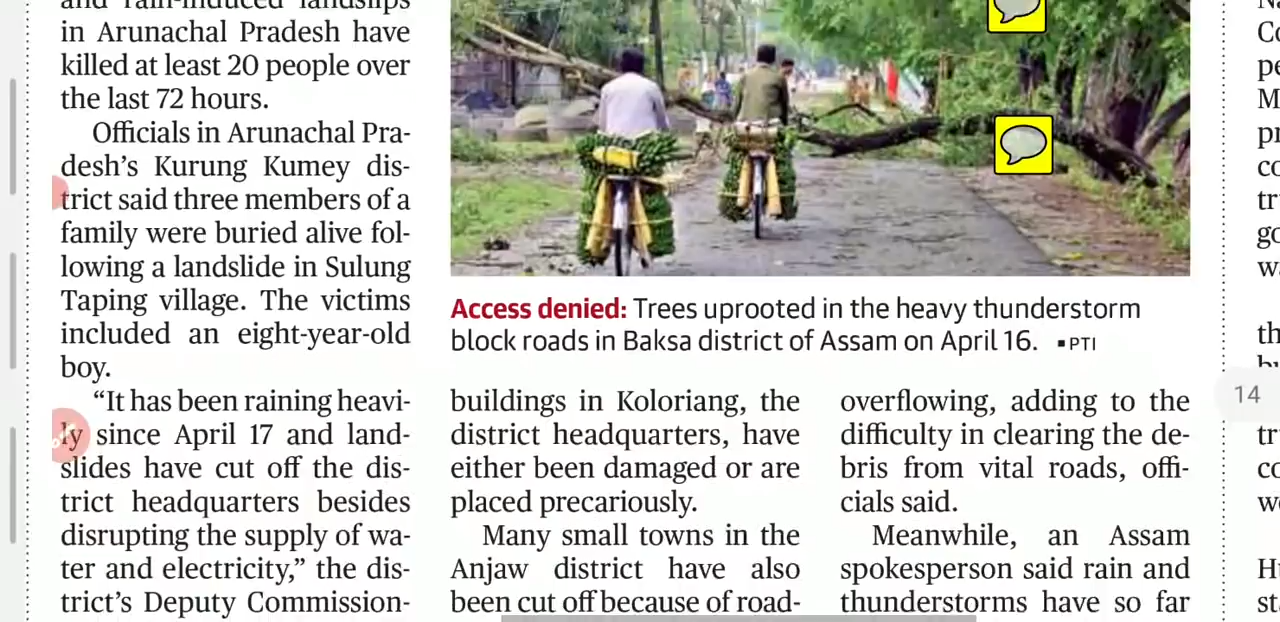 and rain-induced landslips
in Arunachal Pradesh have
killed at least 20 people over
the last 72 hours.
Officials in Arunachal Pra-
desh's Kurung Kumey dis-
trict said three members of a
family were buried alive fol-
lowing a landslide in Sulung
Taping village. The victims
included an eight-year-old
boy.
"It has been raining heavi-
ly since April 17 and land-
slides have cut off the dis-
trict headquarters besides
disrupting the supply of wa-
ter and electricity," the dis-
trict's Deputy Commission-
Access denied: Trees uprooted in the heavy thunderstorm
block roads in Baksa district of Assam on April 16. ▪PTI
buildings in Koloriang, the
district headquarters, have
either been damaged or are
placed precariously.
Many small towns in the
Anjaw district have also
been cut off because of road-
overflowing, adding to the
difficulty in clearing the de-
bris from vital roads, offi-
cials said.
Meanwhile, an Assam
spokesperson said rain and
thunderstorms have so far
14